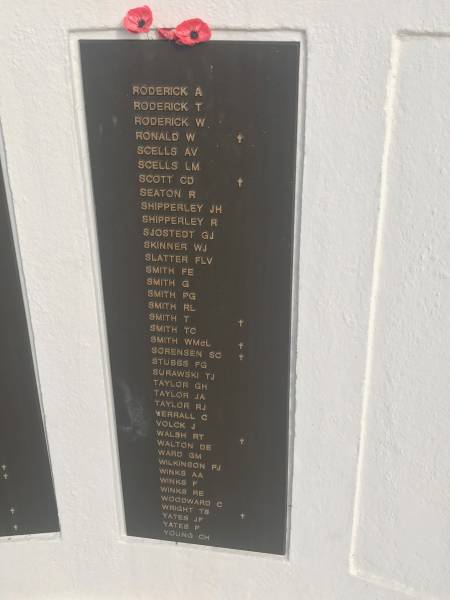 RODERICK A
RODERICK T
RODERICK W
RONALD W ✝
SCELLS AV
SCELLS LM
SCOTT CD ✝
SEATON R
SHIPPERLEY JH
SHIPPERLEY R
SJOSTEDT GJ
SKINNER WJ
SLATTER FLV
SMITH FE
SMITH G
SMITH PG
SMITH RL
SMITH T ✝
SMITH TC
SMITH WMcL ✝
SORENSEN SC ✝
STUBBS FG
SURAWSKI TJ
TAYLOR GH
TAYLOR JA
TAYLOR RJ
VERRALL C
VOLCK J
WALSH RT
WALTON DE ✝
WARD GM
WILKINSON PJ
WINKS AA
WINKS F
WINKS RE
WOODWARD C
WRIGHT TS
YATES JF ✝
YATES P
YOUNG CH